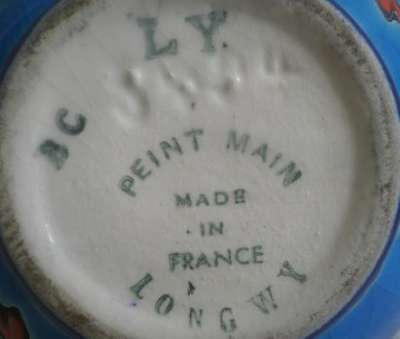 LY.
BC
PEINT MAIN
MADE
IN
FRANCE
LONGWY